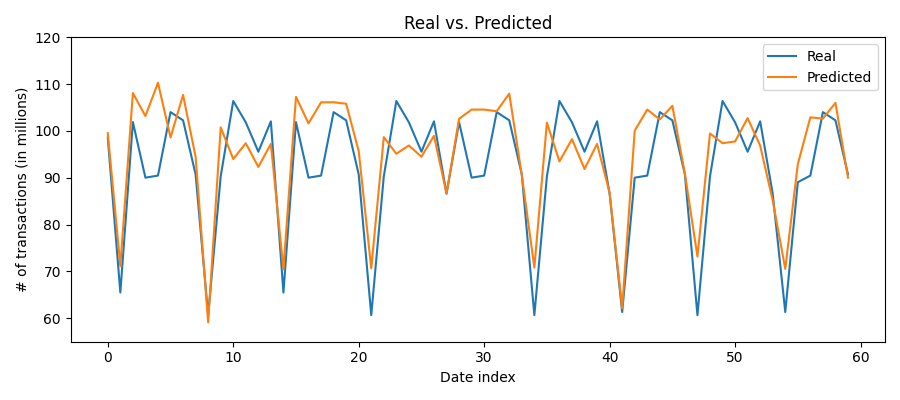 Real vs. Predicted
120
110
100
90
80
70
60
# of transactions (in millions)
Real
Predicted
0 10 20 30 40 50 60
Date index